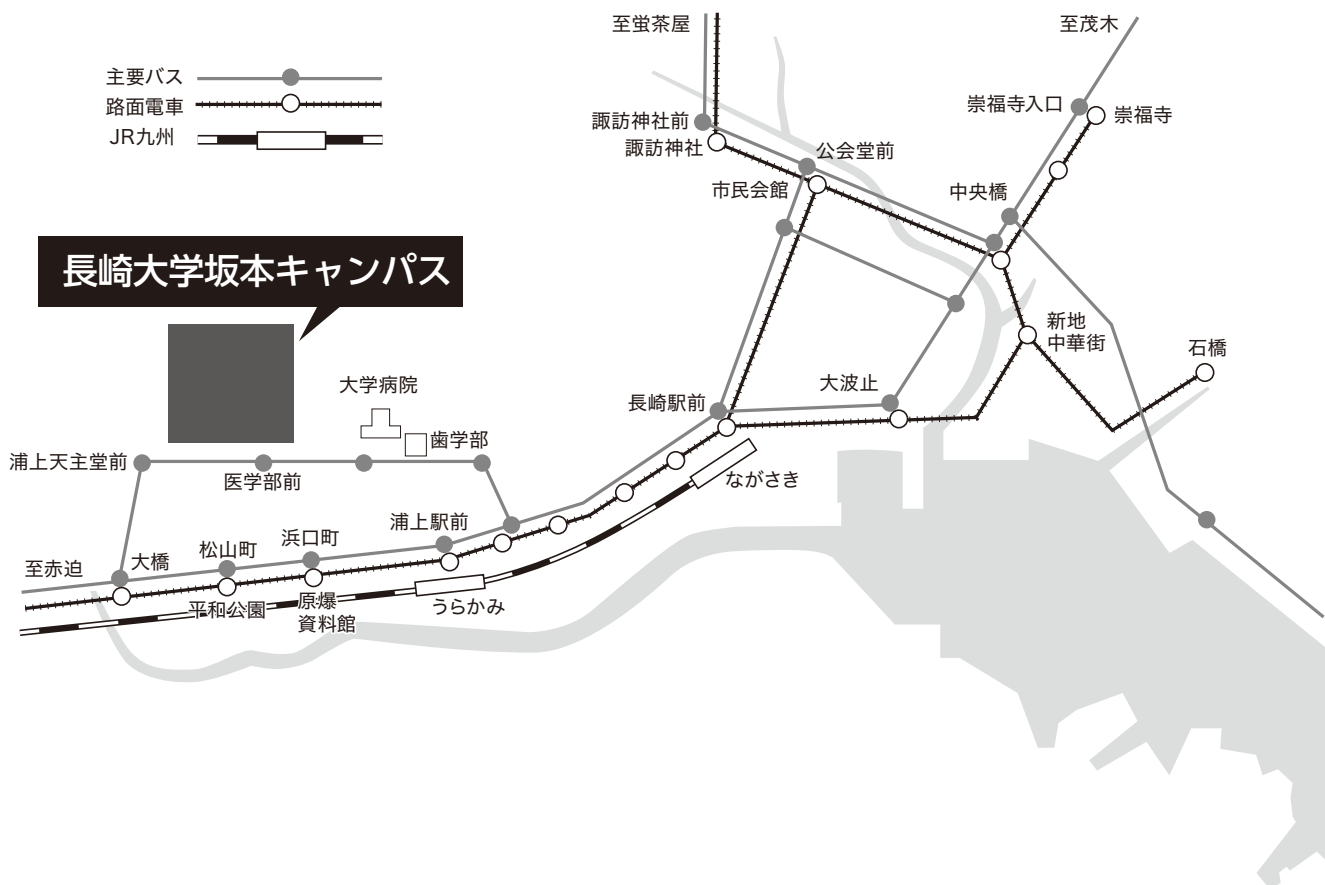 至蛍茶屋
至茂木
主要バス
路面電車
JR九州
崇福寺入口
崇福寺
諏訪神社前
諏訪神社
公会堂前
市民会館
中央橋
長崎大学坂本キャンパス
新地
中華街
石橋
大学病院
大波止
長崎駅前
歯学部
浦上天主堂前
医学部前
ながさき
浦上駅前
浜口町
松山町
大橋
至赤迫
平和公園
原爆
資料館
うらかみ